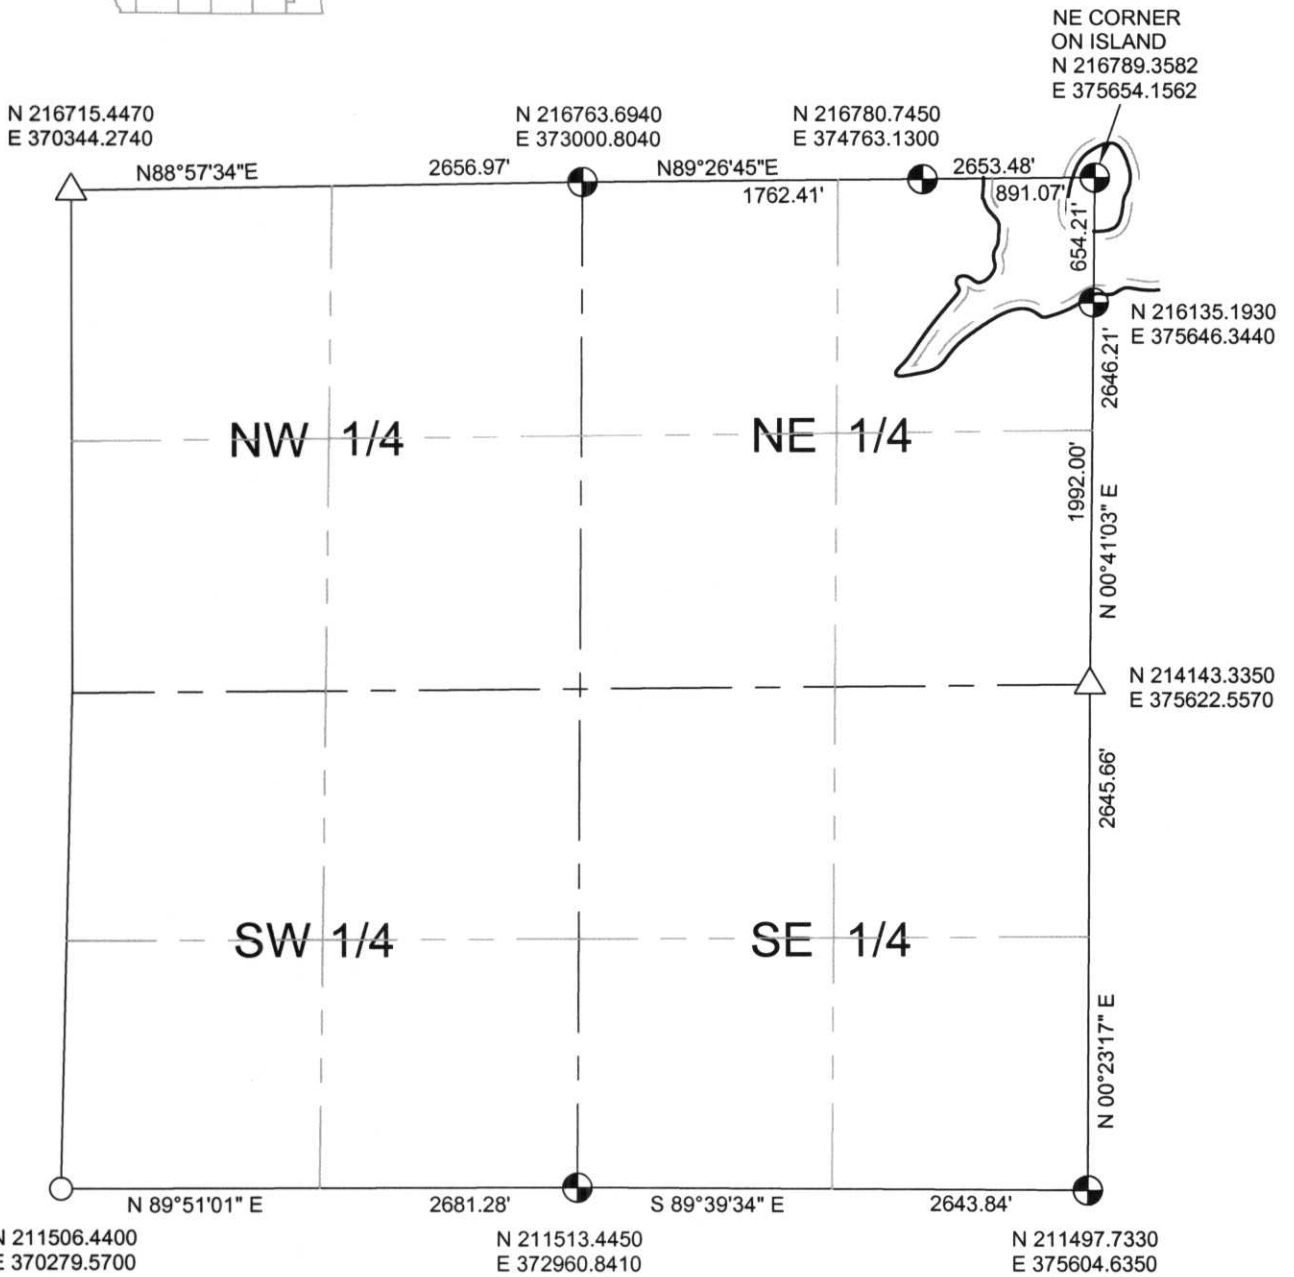 NE CORNER
ON ISLAND
N 216789.3582
E 375654.1562
N 216715.4470
E 370344.2740
N 216763.6940
E 373000.8040
N 216780.7450
E 374763.1300
N88°57'34"E
2656.97'
N89°26'45"E
2653.48'
1762.41'
891.07'
654.21'
N 216135.1930
E 375646.3440
2646.21'
NW 1/4
NE 1/4
1992.00'
N 00°41'03" E
N 214143.3350
E 375622.5570
2645.66'
SW 1/4
SE 1/4
N 00°23'17" E
N 89°51'01" E
2681.28'
S 89°39'34" E
2643.84'
N 211506.4400
E 370279.5700
N 211513.4450
E 372960.8410
N 211497.7330
E 375604.6350